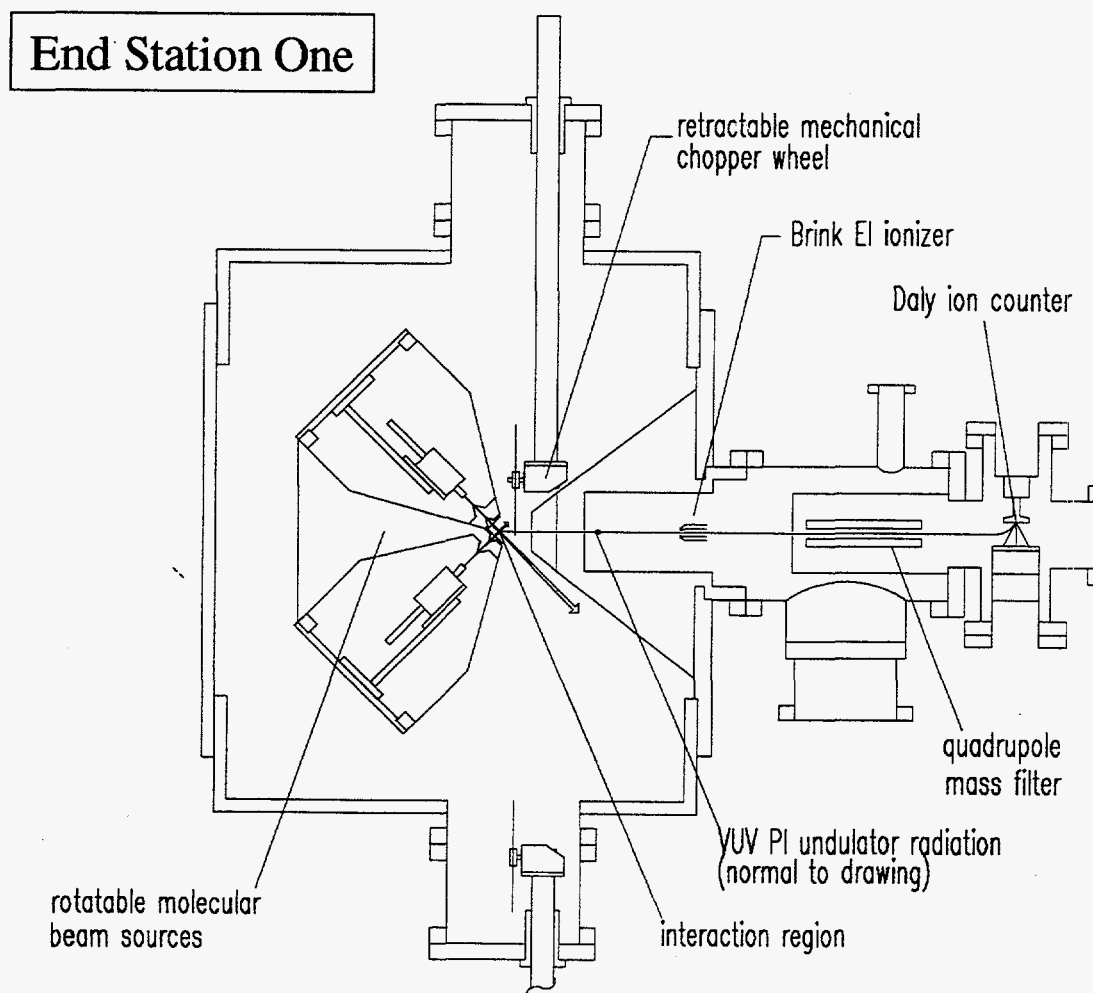 End Station One
retractable mechanical
chopper wheel
Brink EI ionizer
Daly ion counter
quadrupole
mass filter
VUV PI undulator radiation
(normal to drawing)
rotatable molecular
beam sources
interaction region